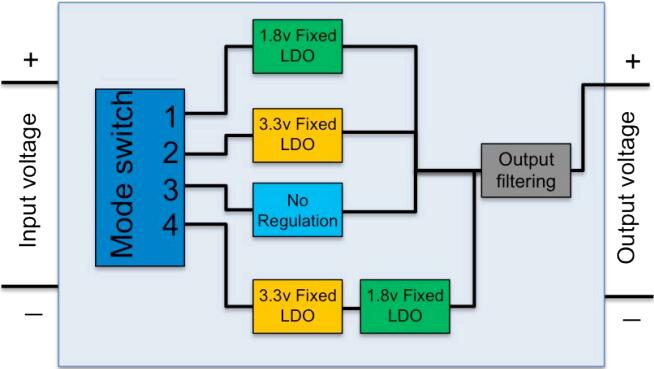 +
Input voltage
—
Mode switch
1
2
3
4
1.8v Fixed
LDO
3.3v Fixed
LDO
No
Regulation
3.3v Fixed
LDO
1.8v Fixed
LDO
Output
filtering
+
Output voltage
—